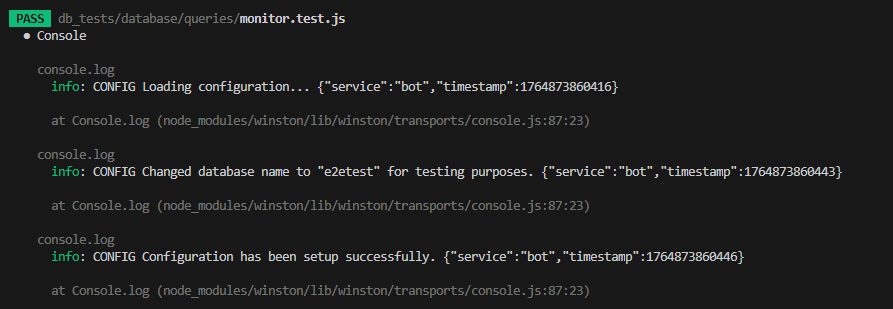 PASS db_tests/database/queries/monitor.test.js
● Console
console.log
info: CONFIG Loading configuration... {"service":"bot","timestamp":1764873860416}
at Console.log (node_modules/winston/lib/winston/transports/console.js:87:23)
console.log
info: CONFIG Changed database name to "e2etest" for testing purposes. {"service":"bot","timestamp":1764873860443}
at Console.log (node_modules/winston/lib/winston/transports/console.js:87:23)
console.log
info: CONFIG Configuration has been setup successfully. {"service":"bot","timestamp":1764873860446}
at Console.log (node_modules/winston/lib/winston/transports/console.js:87:23)